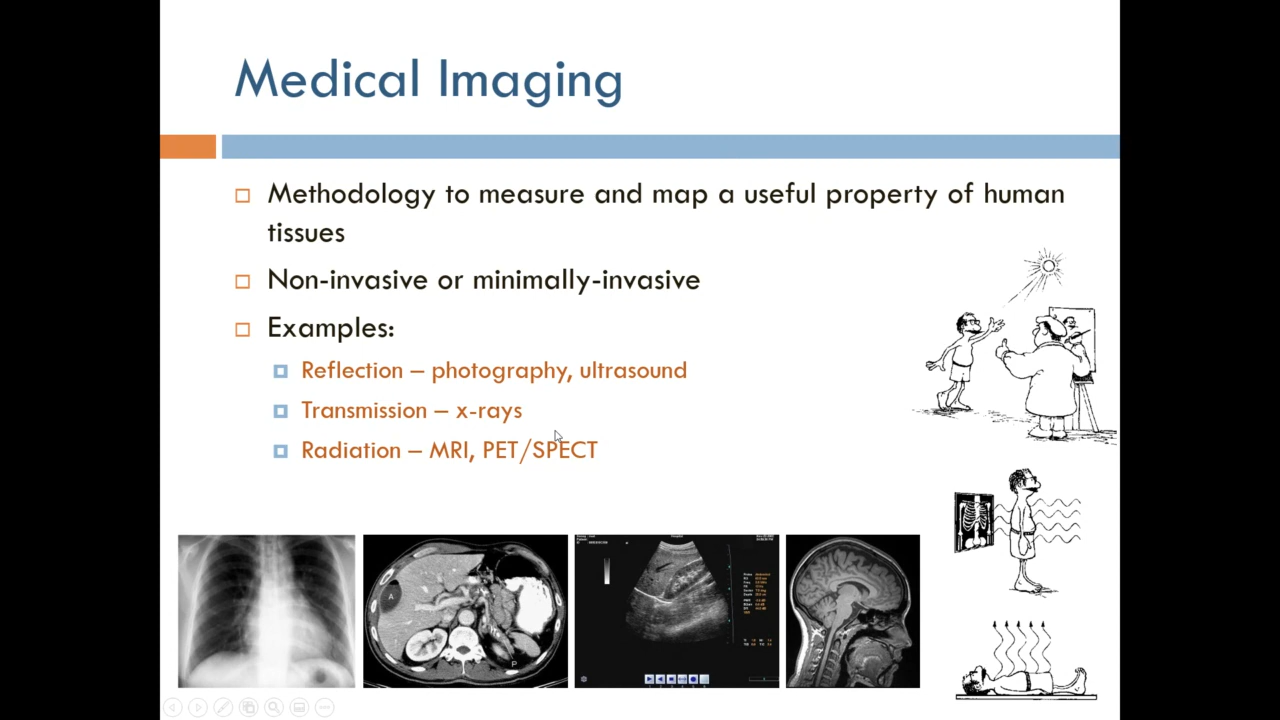 Medical Imaging
Methodology to measure and map a useful property of human
tissues
Non-invasive or minimally-invasive
Examples:
Reflection – photography, ultrasound
Transmission – x-rays
Radiation – MRI, PET/SPECT
A
P